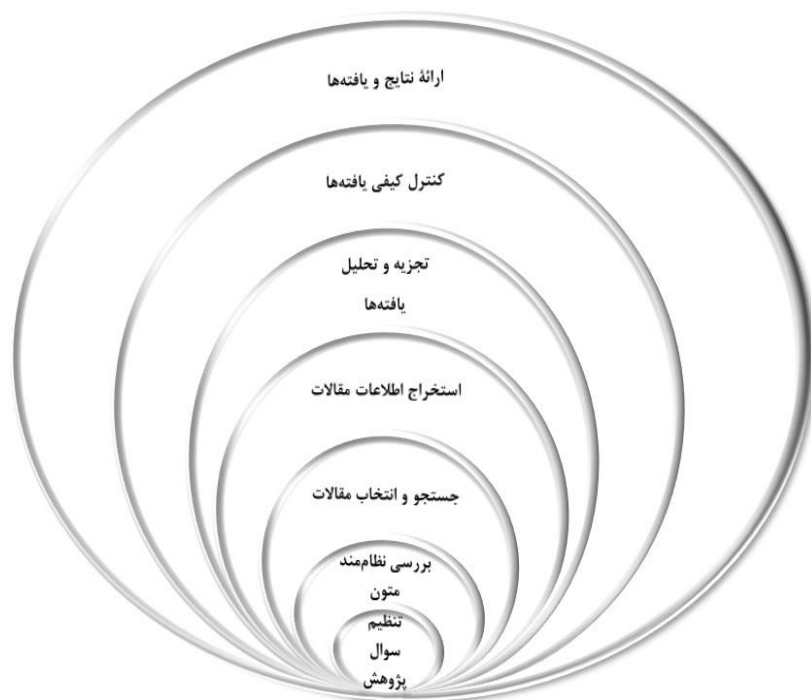 ارائهٔ نتایج و یافته‌ها
کنترل کیفی یافته‌ها
تجزیه و تحلیل
یافته‌ها
استخراج اطلاعات مقالات
جستجو و انتخاب مقالات
بررسی نظام‌مند
متون
تنظیم
سوال
پژوهش